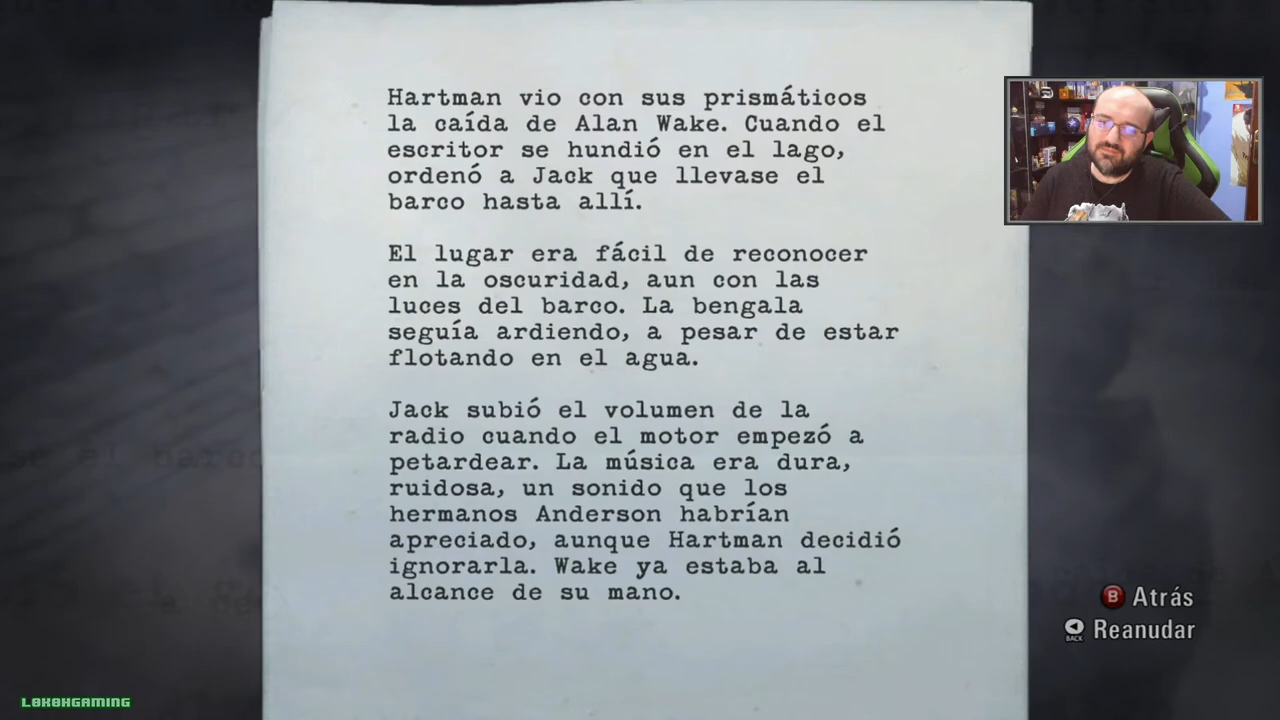 Hartman vio con sus prismáticos
la caída de Alan Wake. Cuando el
escritor se hundió en el lago,
ordenó a Jack que llevase el
barco hasta allí.
El lugar era fácil de reconocer
en la oscuridad, aun con las
luces del barco. La bengala
seguía ardiendo, a pesar de estar
flotando en el agua.
Jack subió el volumen de la
radio cuando el motor empezó a
petardear. La música era dura,
ruidosa, un sonido que los
hermanos Anderson habrían
apreciado, aunque Hartman decidió
ignorarla. Wake ya estaba al
alcance de su mano.
B Atrás
BACK Reanudar
L0K0XGAMING